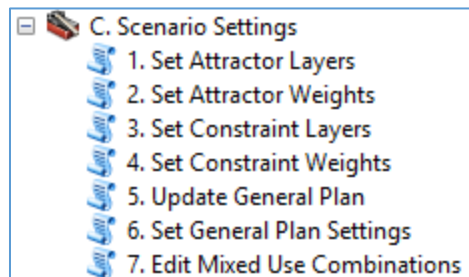 C. Scenario Settings
1. Set Attractor Layers
2. Set Attractor Weights
3. Set Constraint Layers
4. Set Constraint Weights
5. Update General Plan
6. Set General Plan Settings
7. Edit Mixed Use Combinations